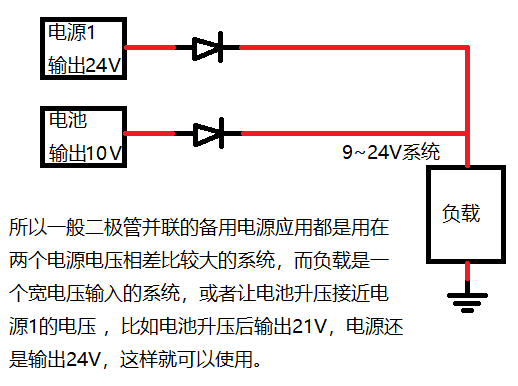 电源1
输出24V
电池
输出10V
9~24V系统
负载
所以一般二极管并联的备用电源应用都是用在
两个电源电压相差比较大的系统，而负载是一
个宽电压输入的系统，或者让电池升压接近电
源1的电压 ，比如电池升压后输出21V，电源还
是输出24V，这样就可以使用。